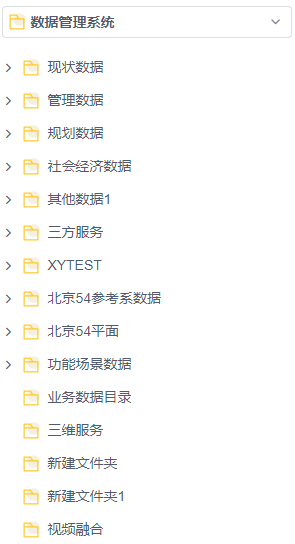 数据管理系统
现状数据
管理数据
规划数据
社会经济数据
其他数据1
三方服务
XYTEST
北京54参考系数据
北京54平面
功能场景数据
业务数据目录
三维服务
新建文件夹
新建文件夹1
视频融合